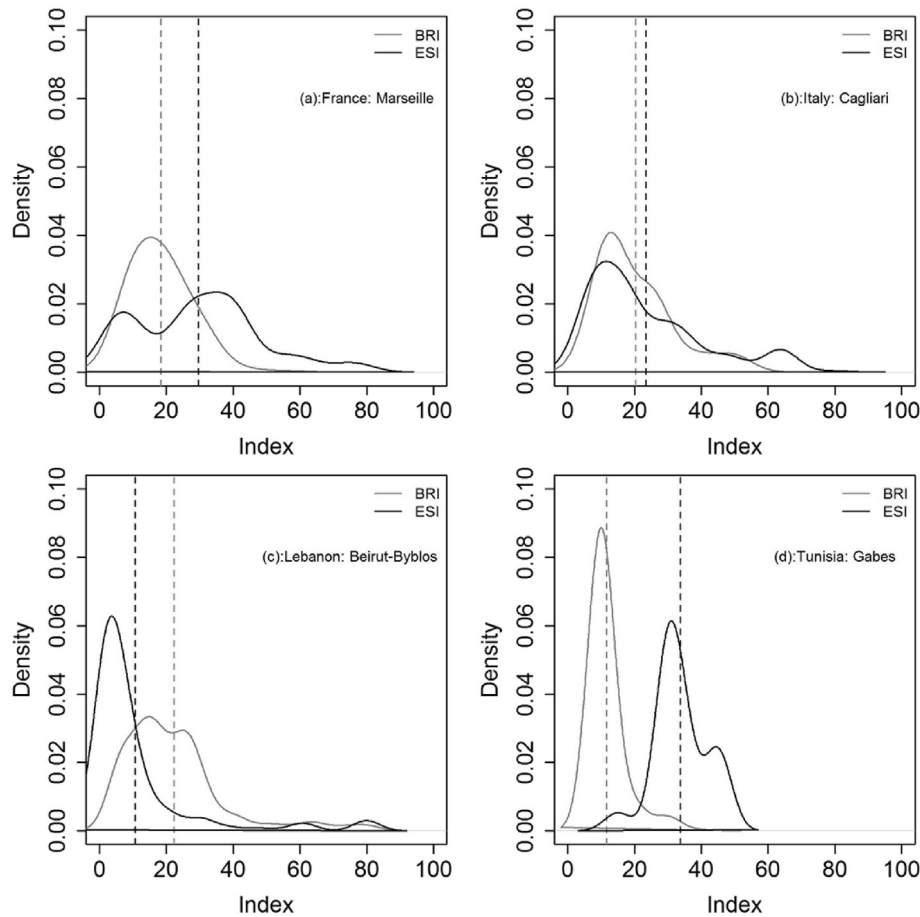 BRI
ESI
(a):France: Marseille
Density
0.00 0.02 0.04 0.06 0.08 0.10
0 20 40 60 80 100
Index
BRI
ESI
(b):Italy: Cagliari
Density
0.00 0.02 0.04 0.06 0.08 0.10
0 20 40 60 80 100
Index
BRI
ESI
(c):Lebanon: Beirut-Byblos
Density
0.00 0.02 0.04 0.06 0.08 0.10
0 20 40 60 80 100
Index
BRI
ESI
(d):Tunisia: Gabes
Density
0.00 0.02 0.04 0.06 0.08 0.10
0 20 40 60 80 100
Index